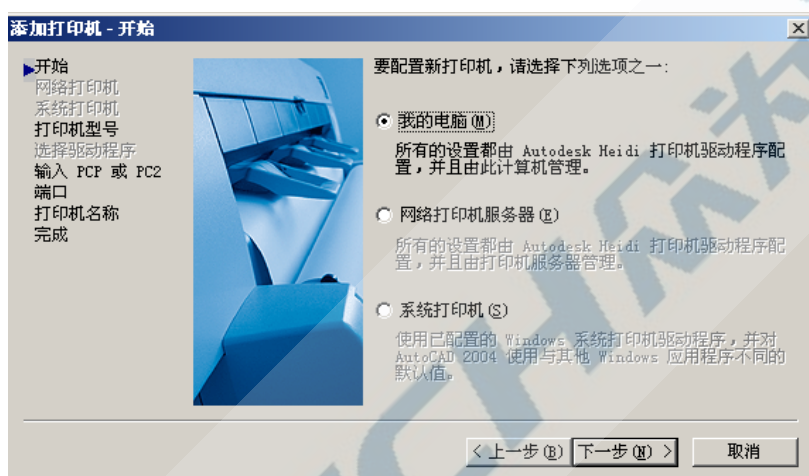 添加打印机 - 开始
开始
网络打印机
系统打印机
打印机型号
选择驱动程序
输入 PCP 或 PC2
端口
打印机名称
完成
要配置新打印机，请选择下列选项之一:
我的电脑(M)
所有的设置都由 Autodesk Heidi 打印机驱动程序配
置，并且由此计算机管理。
网络打印机服务器(E)
所有的设置都由 Autodesk Heidi 打印机驱动程序配
置，并且由打印机服务器管理。
系统打印机(S)
使用已配置的 Windows 系统打印机驱动程序，并对
AutoCAD 2004 使用与其他 Windows 应用程序不同的
默认值。
< 上一步(B)
下一步(N) >
取消